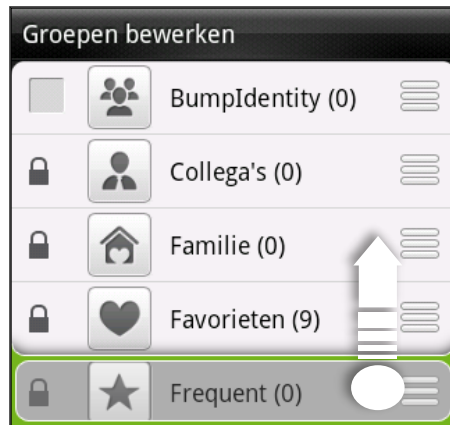 Groepen bewerken
BumpIdentity (0)
Collega's (0)
Familie (0)
Favorieten (9)
Frequent (0)